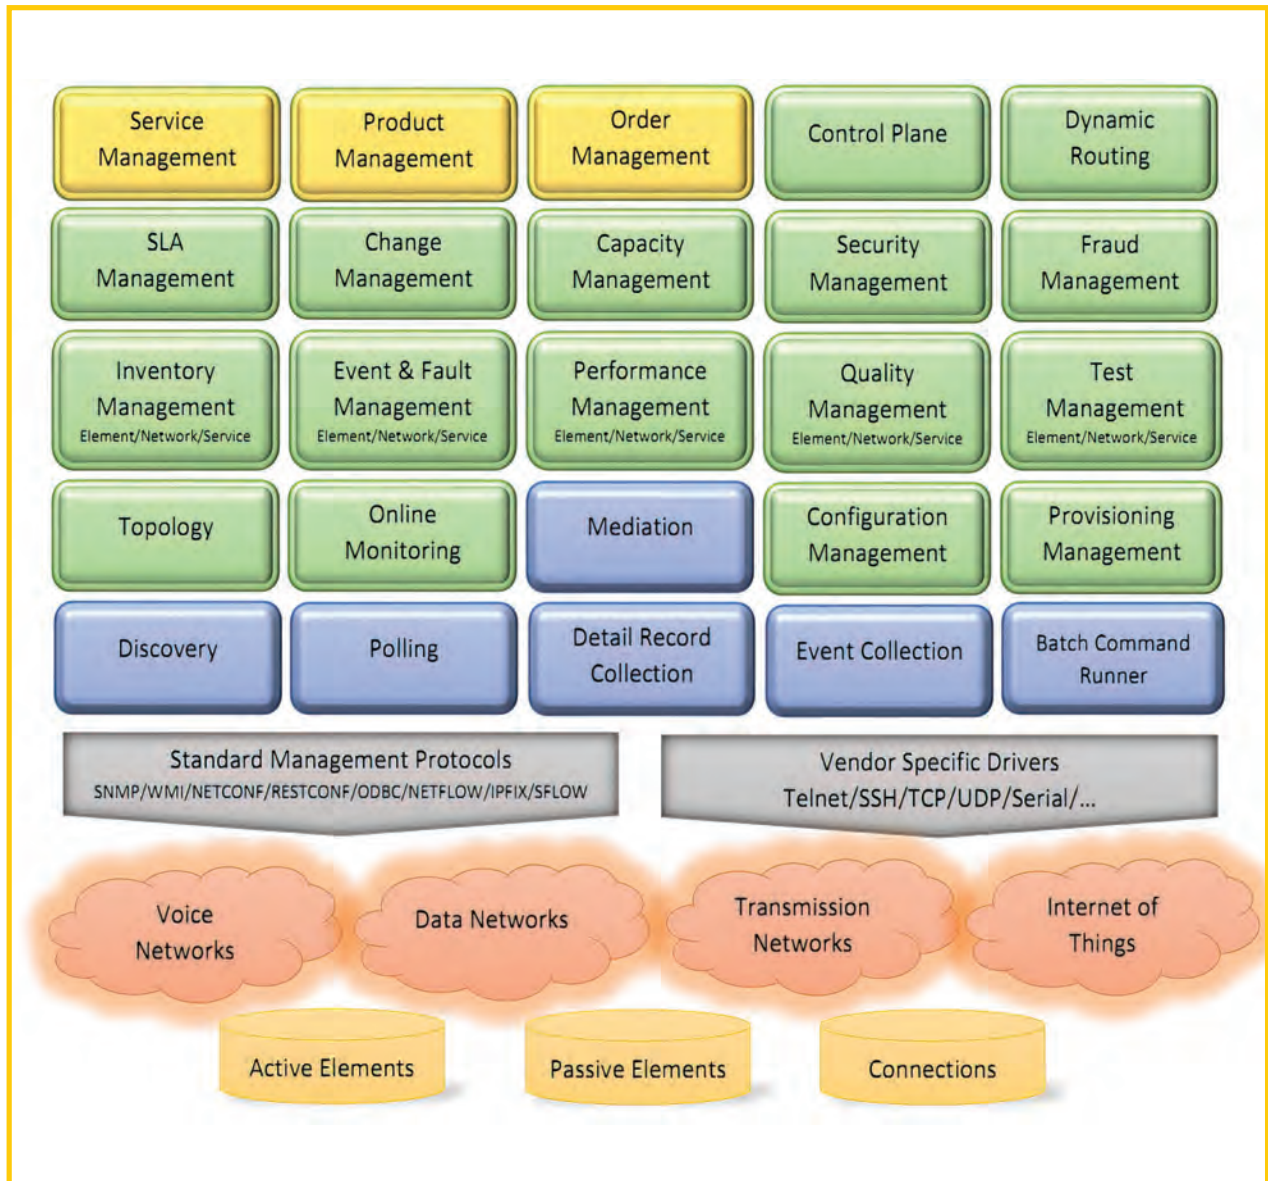 Service
Management
Product
Management
Order
Management
Control Plane
Dynamic
Routing
SLA
Management
Change
Management
Capacity
Management
Security
Management
Fraud
Management
Inventory
Management
Element/Network/Service
Event & Fault
Management
Element/Network/Service
Performance
Management
Element/Network/Service
Quality
Management
Element/Network/Service
Test
Management
Element/Network/Service
Topology
Online
Monitoring
Mediation
Configuration
Management
Provisioning
Management
Discovery
Polling
Detail Record
Collection
Event Collection
Batch Command
Runner
Standard Management Protocols
SNMP/WMI/NETCONF/RESTCONF/ODBC/NETFLOW/IPFIX/SFLOW
Vendor Specific Drivers
Telnet/SSH/TCP/UDP/Serial/...
Voice
Networks
Data Networks
Transmission
Networks
Internet of
Things
Active Elements
Passive Elements
Connections